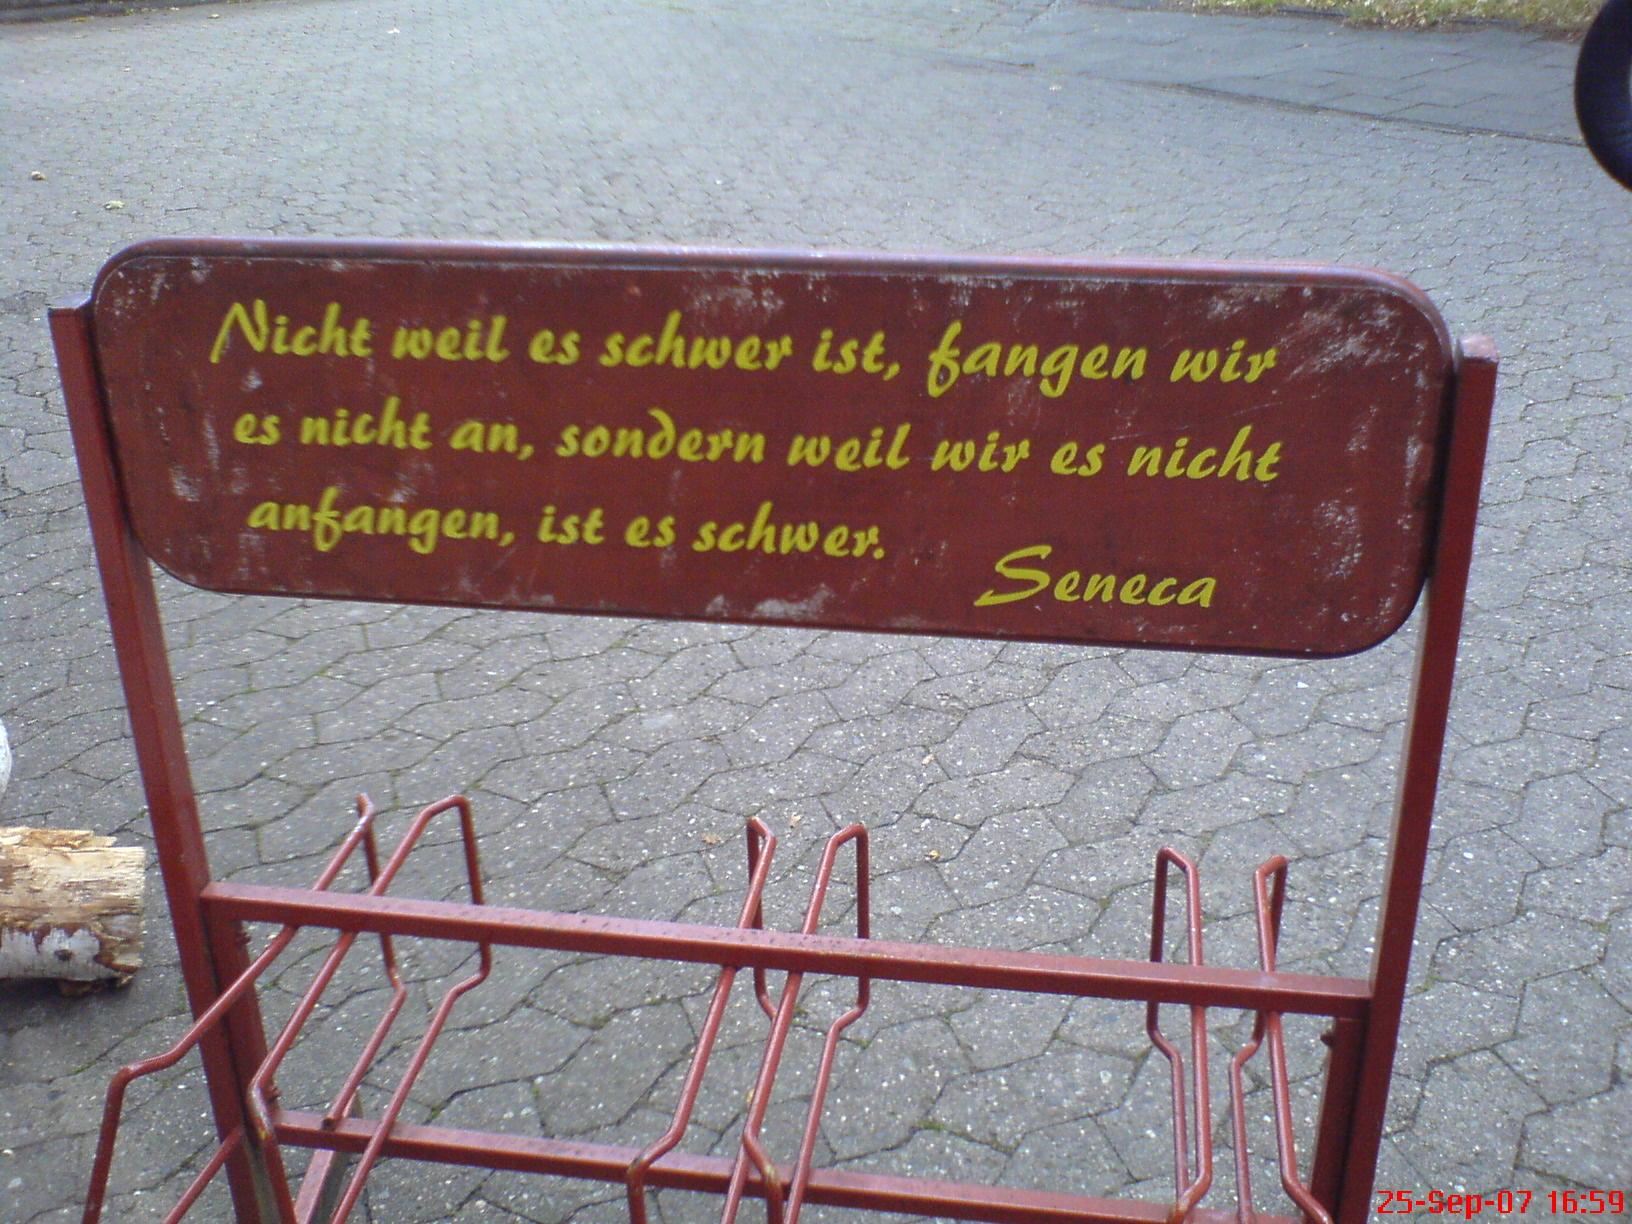 Nicht weil es schwer ist, fangen wir
es nicht an, sondern weil wir es nicht
anfangen, ist es schwer.
Seneca
25-Sep-07 16:59